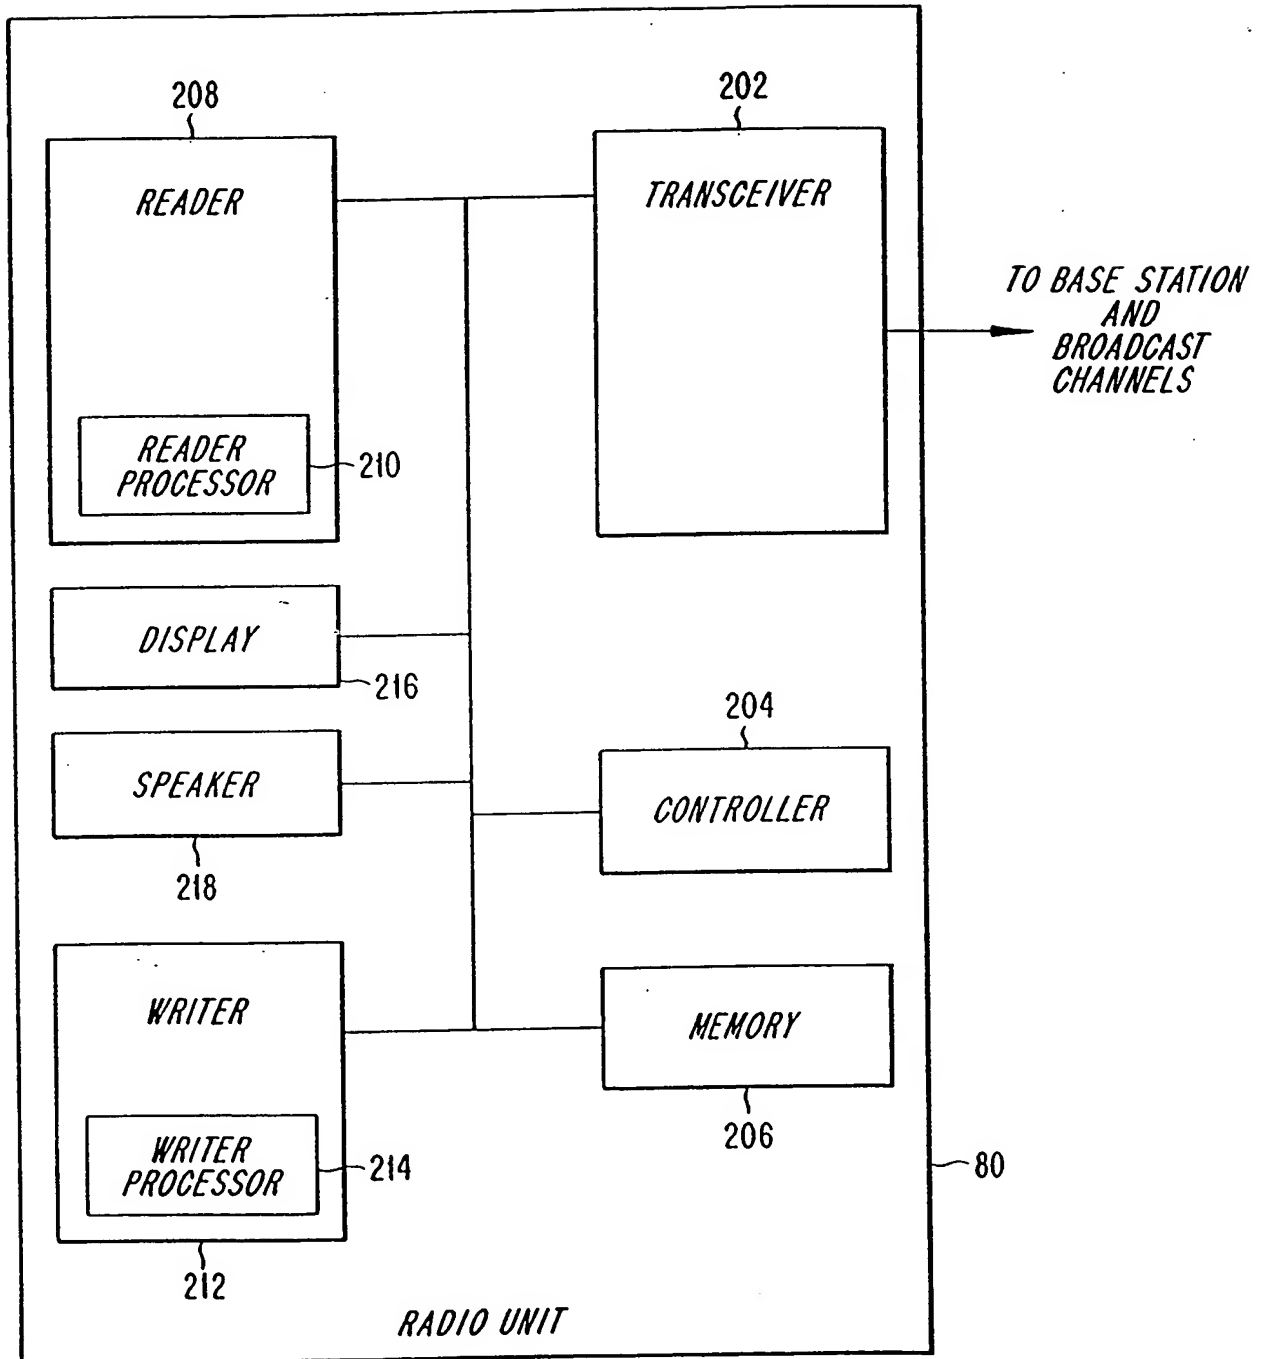 208
202
READER
TRANSCEIVER
TO BASE STATION
AND
BROADCAST
CHANNELS
READER
PROCESSOR
210
DISPLAY
216
204
SPEAKER
CONTROLLER
218
WRITER
MEMORY
206
WRITER
PROCESSOR
214
80
212
RADIO UNIT